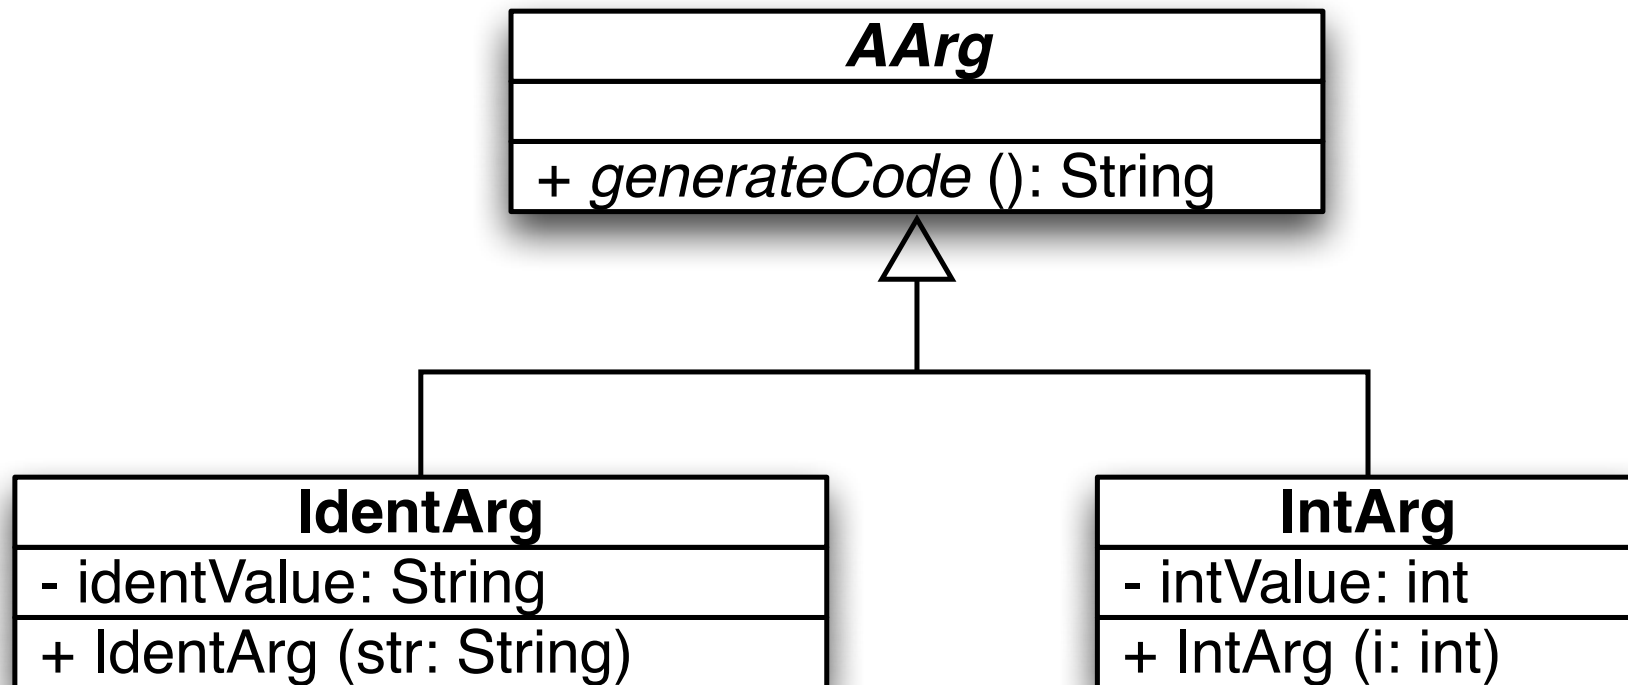 AArg
+ generateCode (): String
IdentArg
- identValue: String
+ IdentArg (str: String)
IntArg
- intValue: int
+ IntArg (i: int)